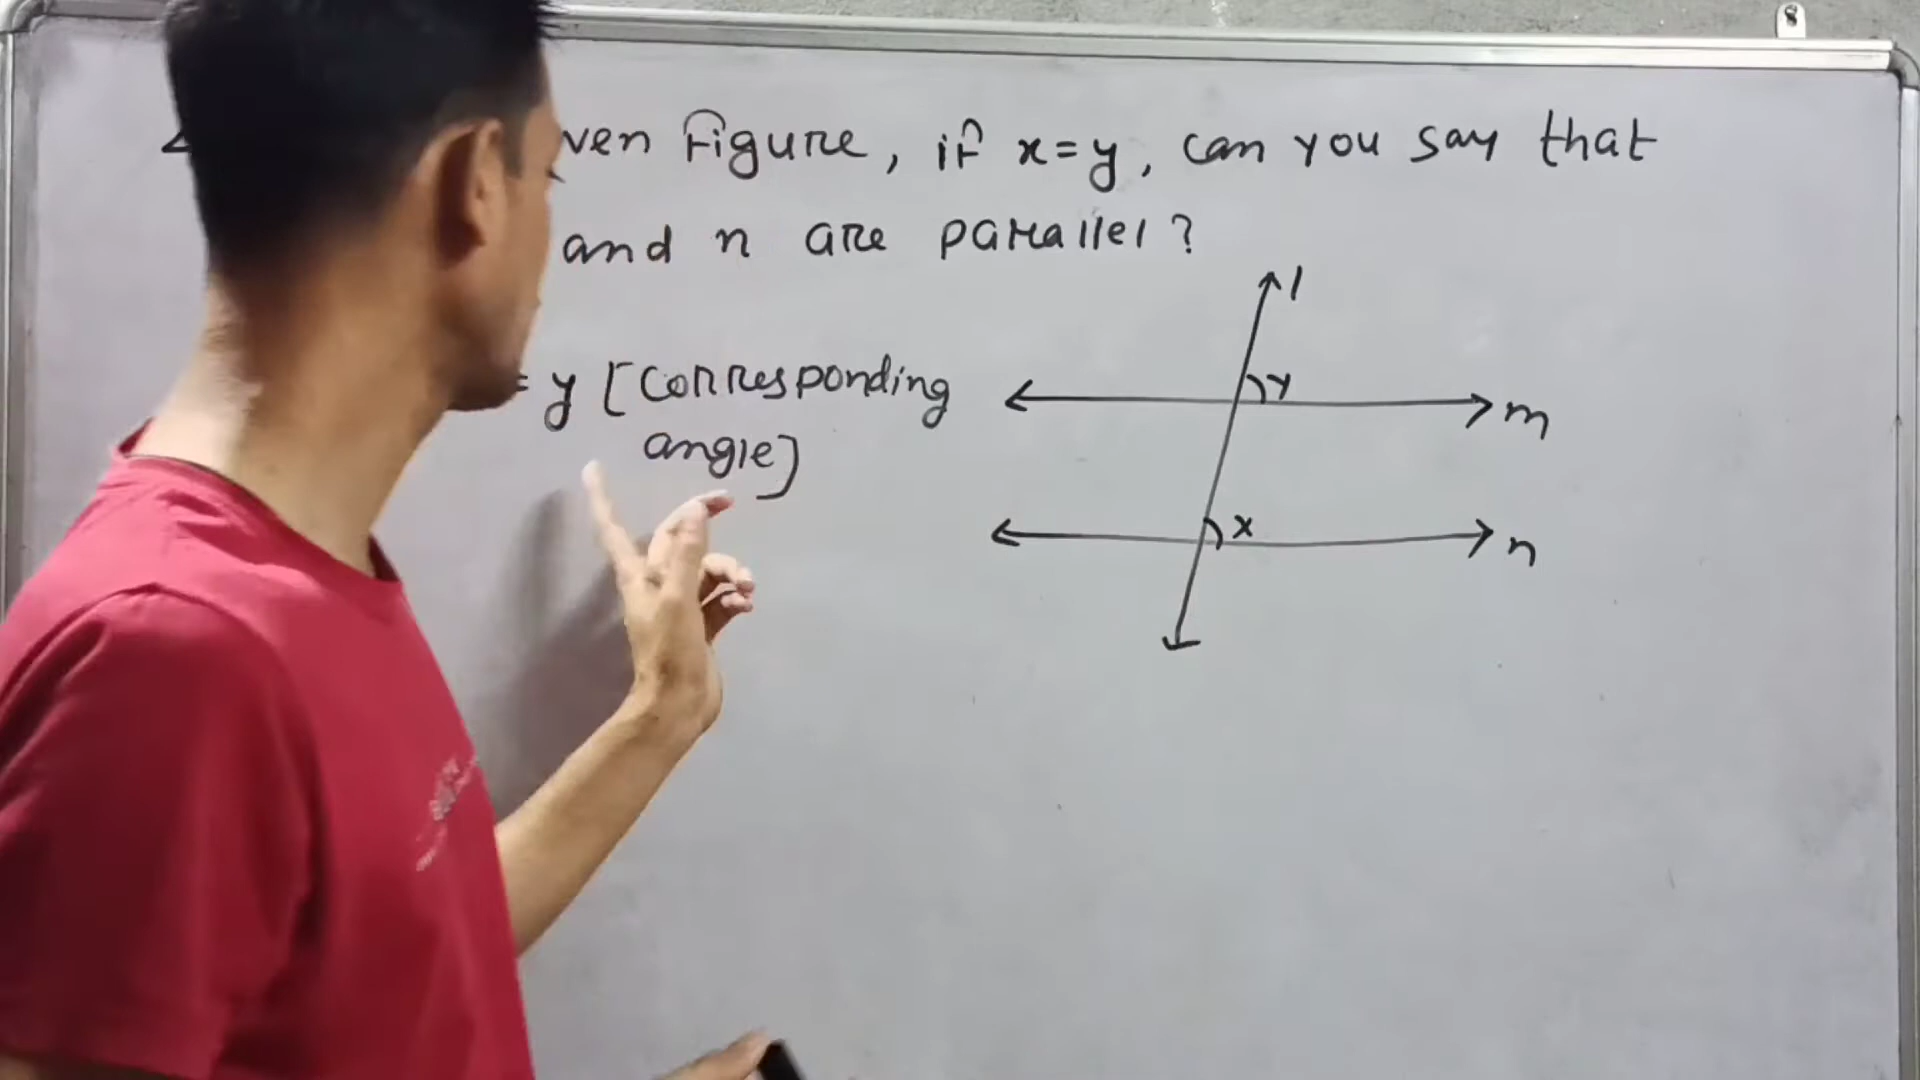 ven Figure, if x=y, can you say that
and n are parallel?
l
= y [corresponding
angle]
y
m
x
n